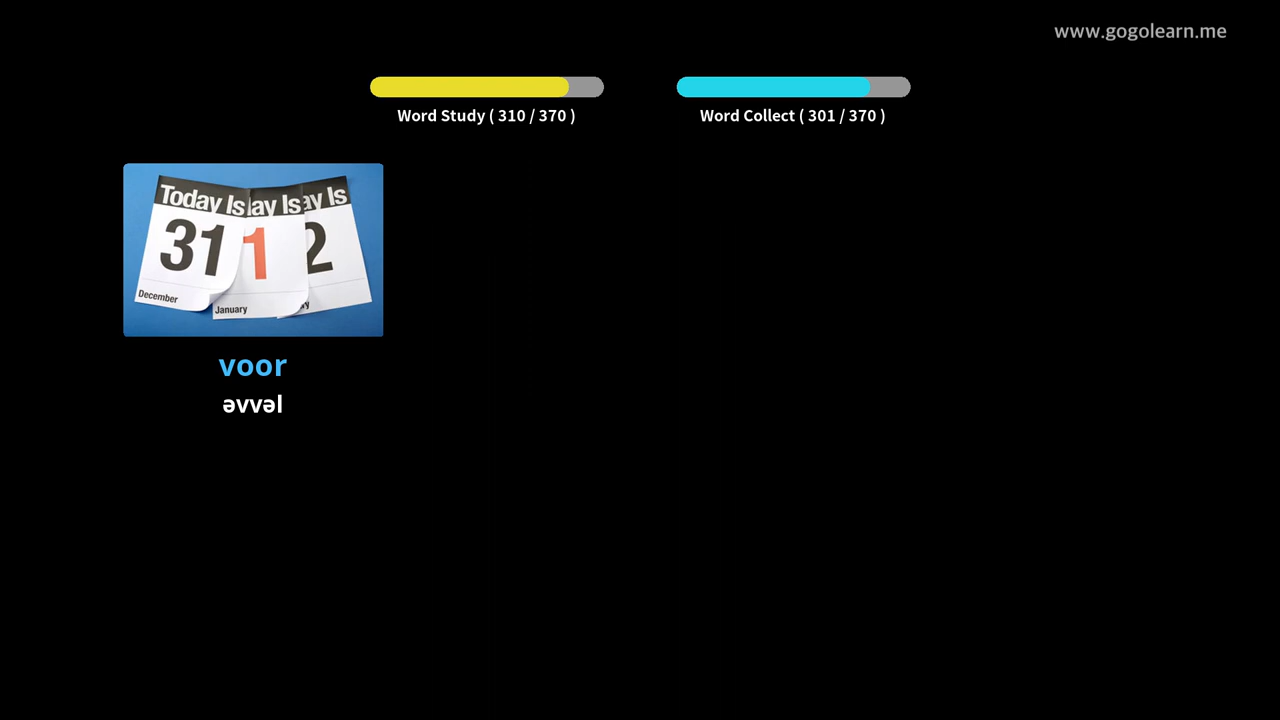 www.gogolearn.me
Word Study ( 310 / 370 )
Word Collect ( 301 / 370 )
Today Is
ay Is
ay Is
31
1
2
December
January
ry
voor
əvvəl